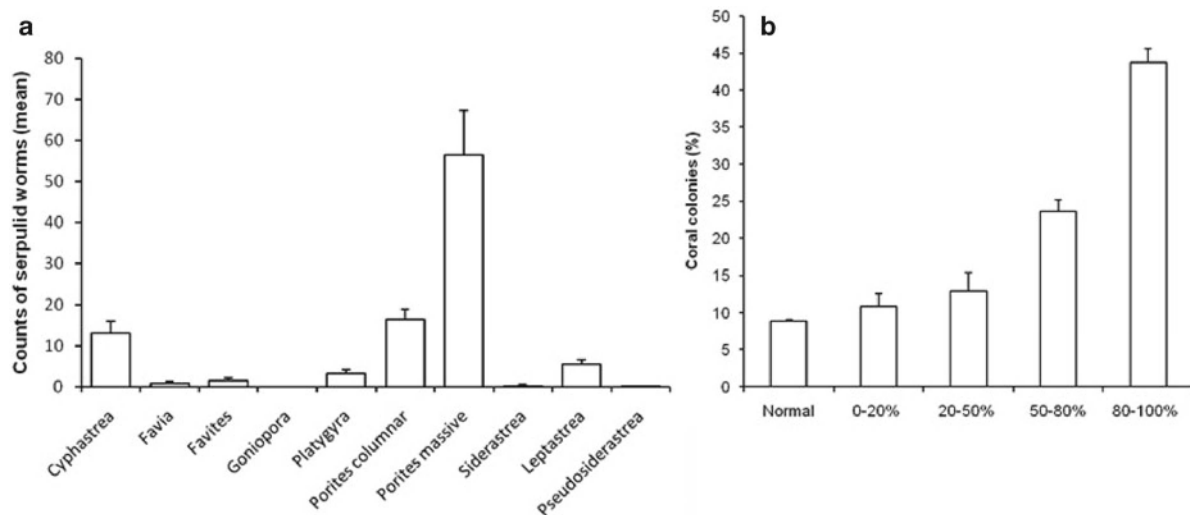 a
Counts of serpulid worms (mean)
80
70
60
50
40
30
20
10
0
Cyphastrea
Favia
Favites
Goniopora
Platygyra
Porites columnar
Porites massive
Siderastrea
Leptastrea
Pseudosiderastrea
b
Coral colonies (%)
50
45
40
35
30
25
20
15
10
5
0
Normal
0-20%
20-50%
50-80%
80-100%